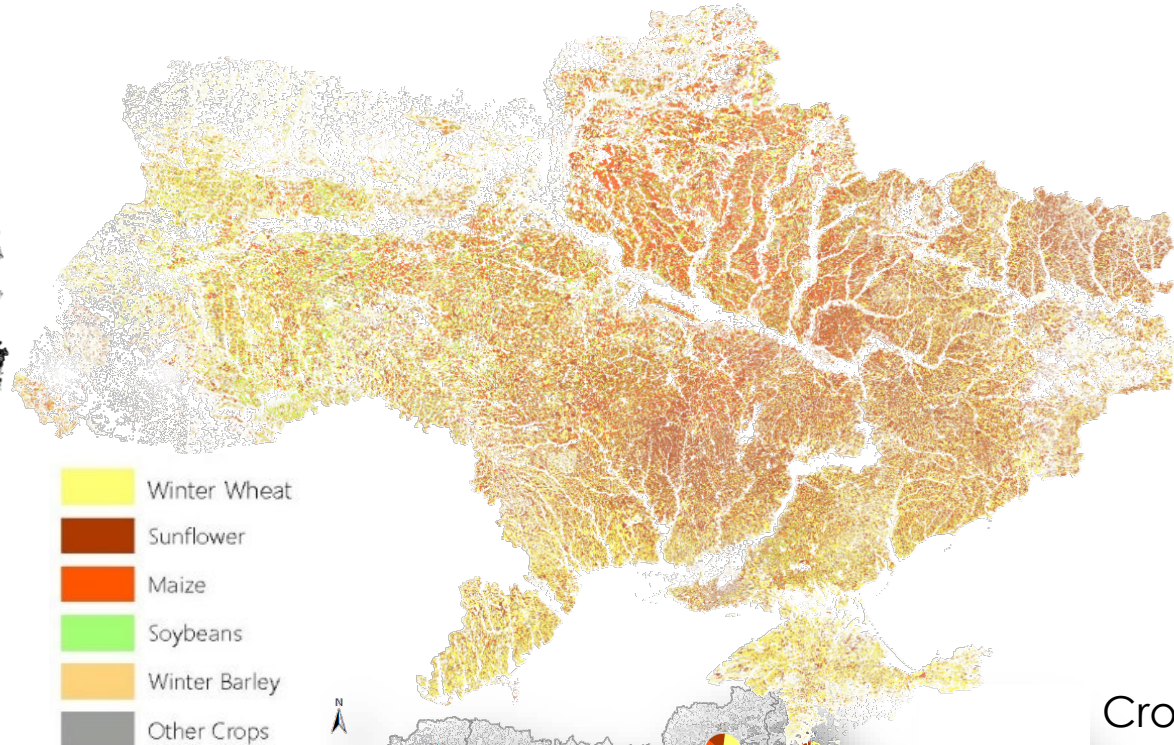 Winter Wheat
Sunflower
Maize
Soybeans
Winter Barley
Other Crops
N
Cro